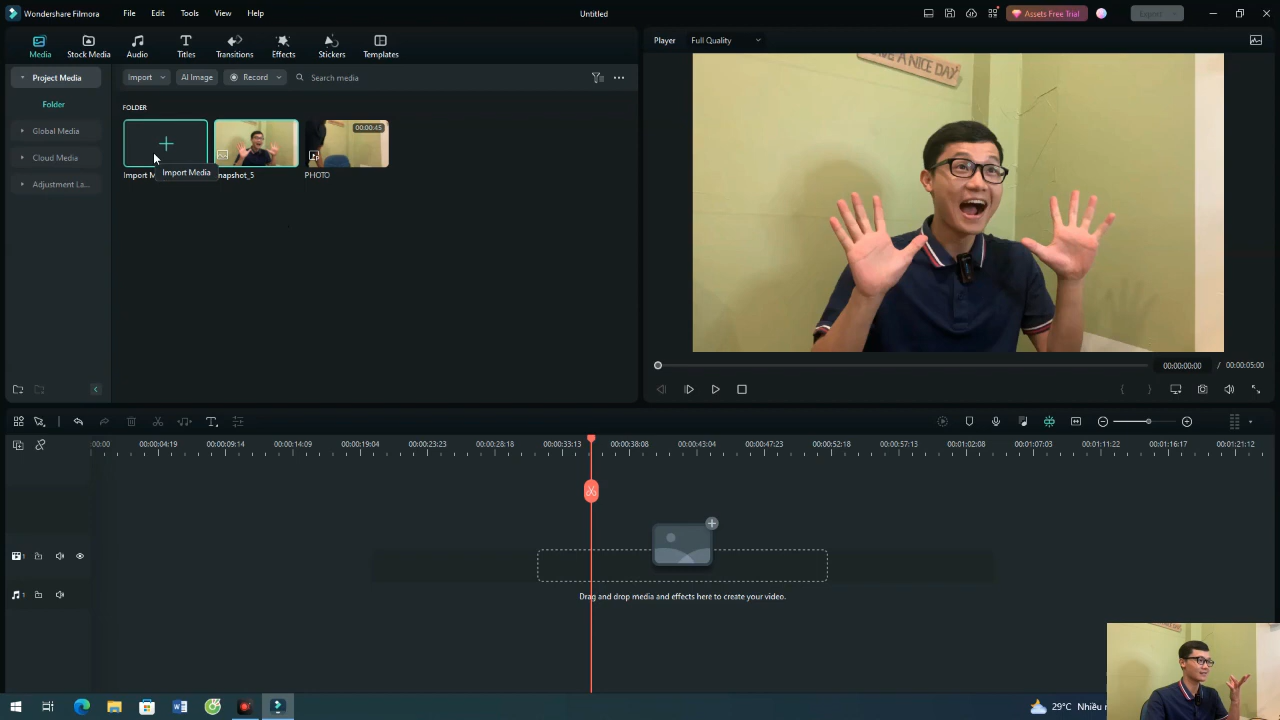 Wondershare Filmora File Edit Tools View Help Untitled Assets Free Trial Export
Media Stock Media Audio Titles Transitions Effects Stickers Templates
Player Full Quality
Project Media Import AI Image Record Search media
Folder
FOLDER
Global Media
Cloud Media
Adjustment La...
00:00:45
Import M
Import Media
napshot_5
PHOTO
A NICE DAY
00:00:00:00 / 00:00:05:00
00:00 00:00:04:19 00:00:09:14 00:00:14:09 00:00:19:04 00:00:23:23 00:00:28:18 00:00:33:13 00:00:38:08 00:00:43:04 00:00:47:23 00:00:52:18 00:00:57:13 00:01:02:08 00:01:07:03 00:01:11:22 00:01:16:17 00:01:21:12
1
Drag and drop media and effects here to create your video.
1
29°C Nhiều